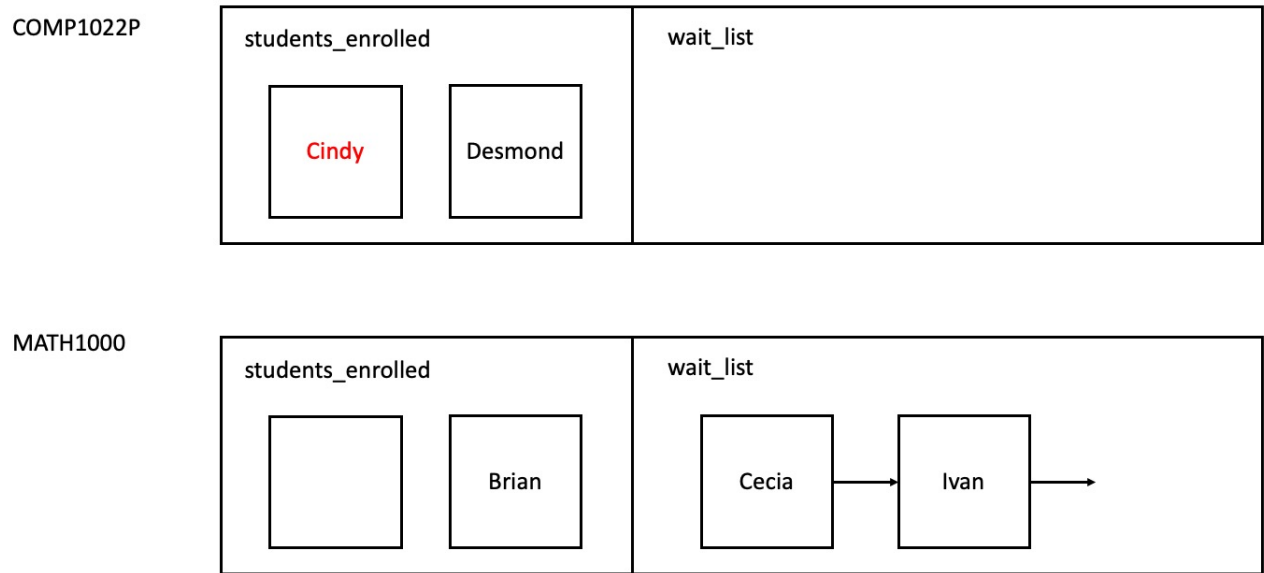 COMP1022P
students_enrolled
wait_list
Cindy
Desmond
MATH1000
students_enrolled
wait_list
Brian
Cecia
Ivan